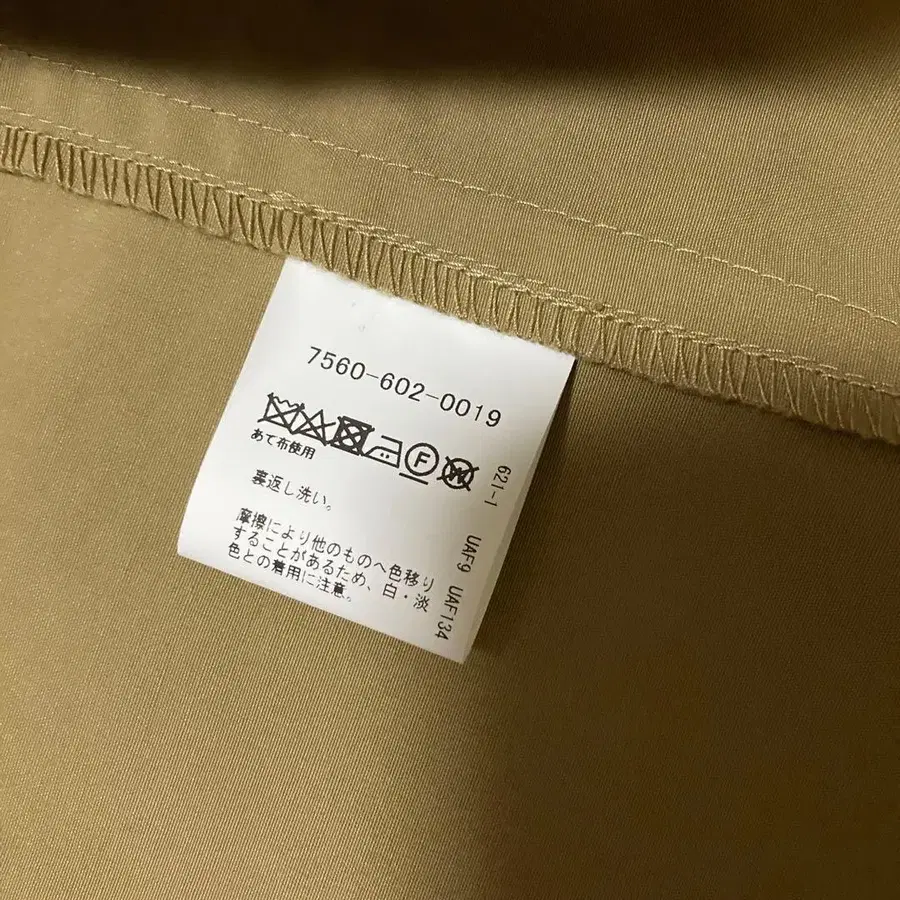 7560-602-0019
F W
あて布使用
裏返し洗い。
摩擦により他のものへ色移り
することがあるため、白・淡
色との着用に注意。
621-1 UAF9 UAF134